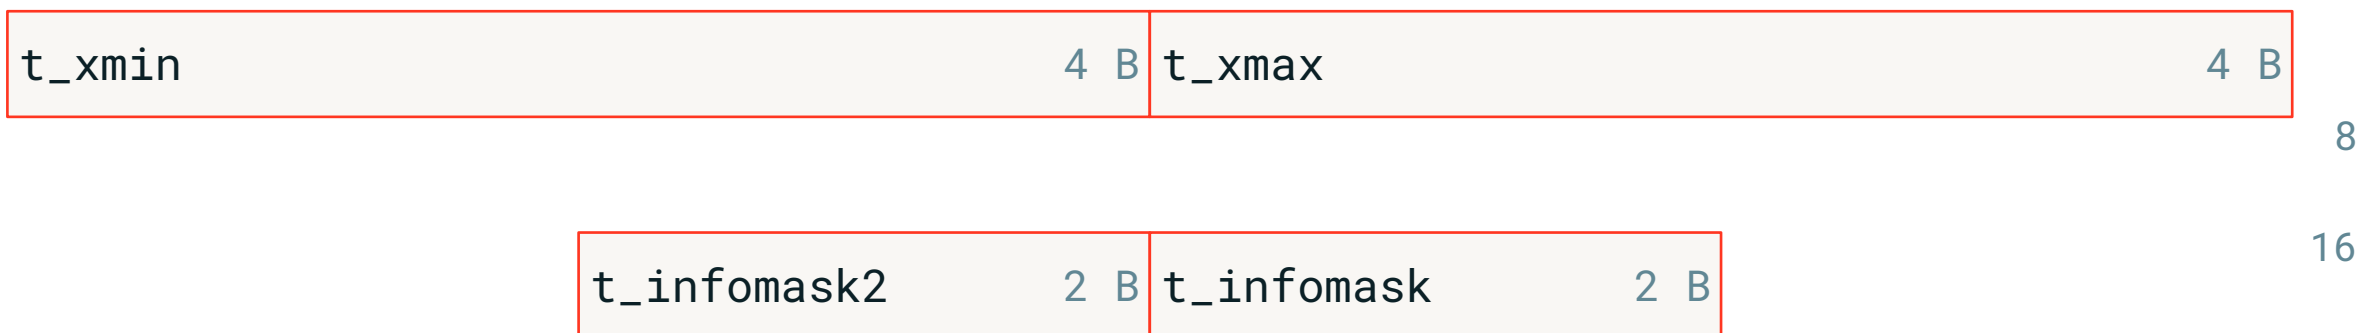 t_xmin 4 B t_xmax 4 B
8
16
t_infomask2 2 B t_infomask 2 B